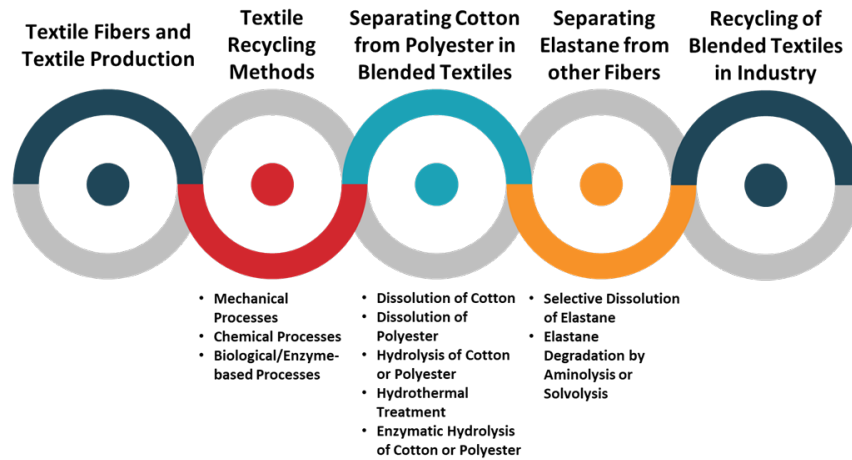 Textile Fibers and
Textile Production
Textile
Recycling
Methods
Separating Cotton
from Polyester in
Blended Textiles
Separating
Elastane from
other Fibers
Recycling of
Blended Textiles
in Industry
• Mechanical
Processes
• Chemical Processes
• Biological/Enzyme-
based Processes
• Dissolution of Cotton
• Dissolution of
Polyester
• Hydrolysis of Cotton
or Polyester
• Hydrothermal
Treatment
• Enzymatic Hydrolysis
of Cotton or Polyester
• Selective Dissolution
of Elastane
• Elastane
Degradation by
Aminolysis or
Solvolysis